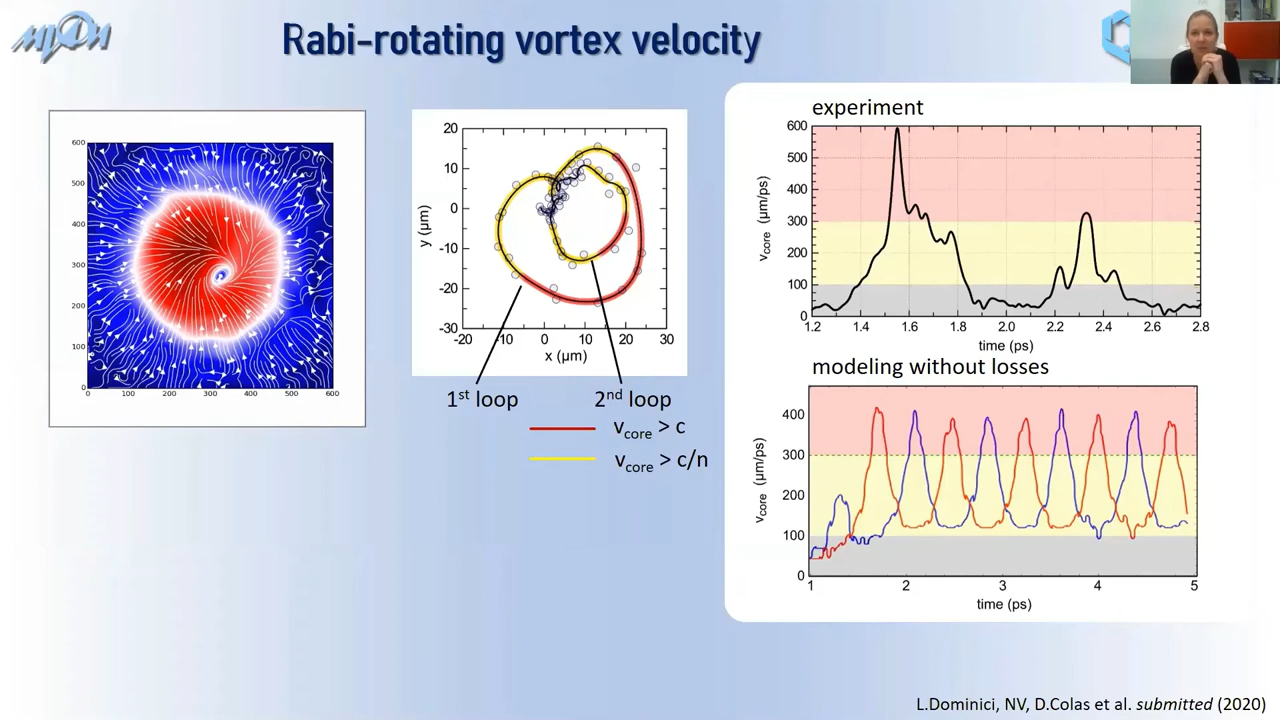 Rabi-rotating vortex velocity
600
500
400
300
200
100
0
0 100 200 300 400 500 600
20
10
0
-10
-20
-30
y (µm)
-20 -10 0 10 20 30
x (µm)
1st loop
2nd loop
vcore > c
vcore > c/n
experiment
600
500
400
300
200
100
0
vcore (µm/ps)
1.2 1.4 1.6 1.8 2.0 2.2 2.4 2.6 2.8
time (ps)
modeling without losses
400
300
200
100
0
vcore (µm/ps)
1 2 3 4 5
time (ps)
L.Dominici, NV, D.Colas et al. submitted (2020)